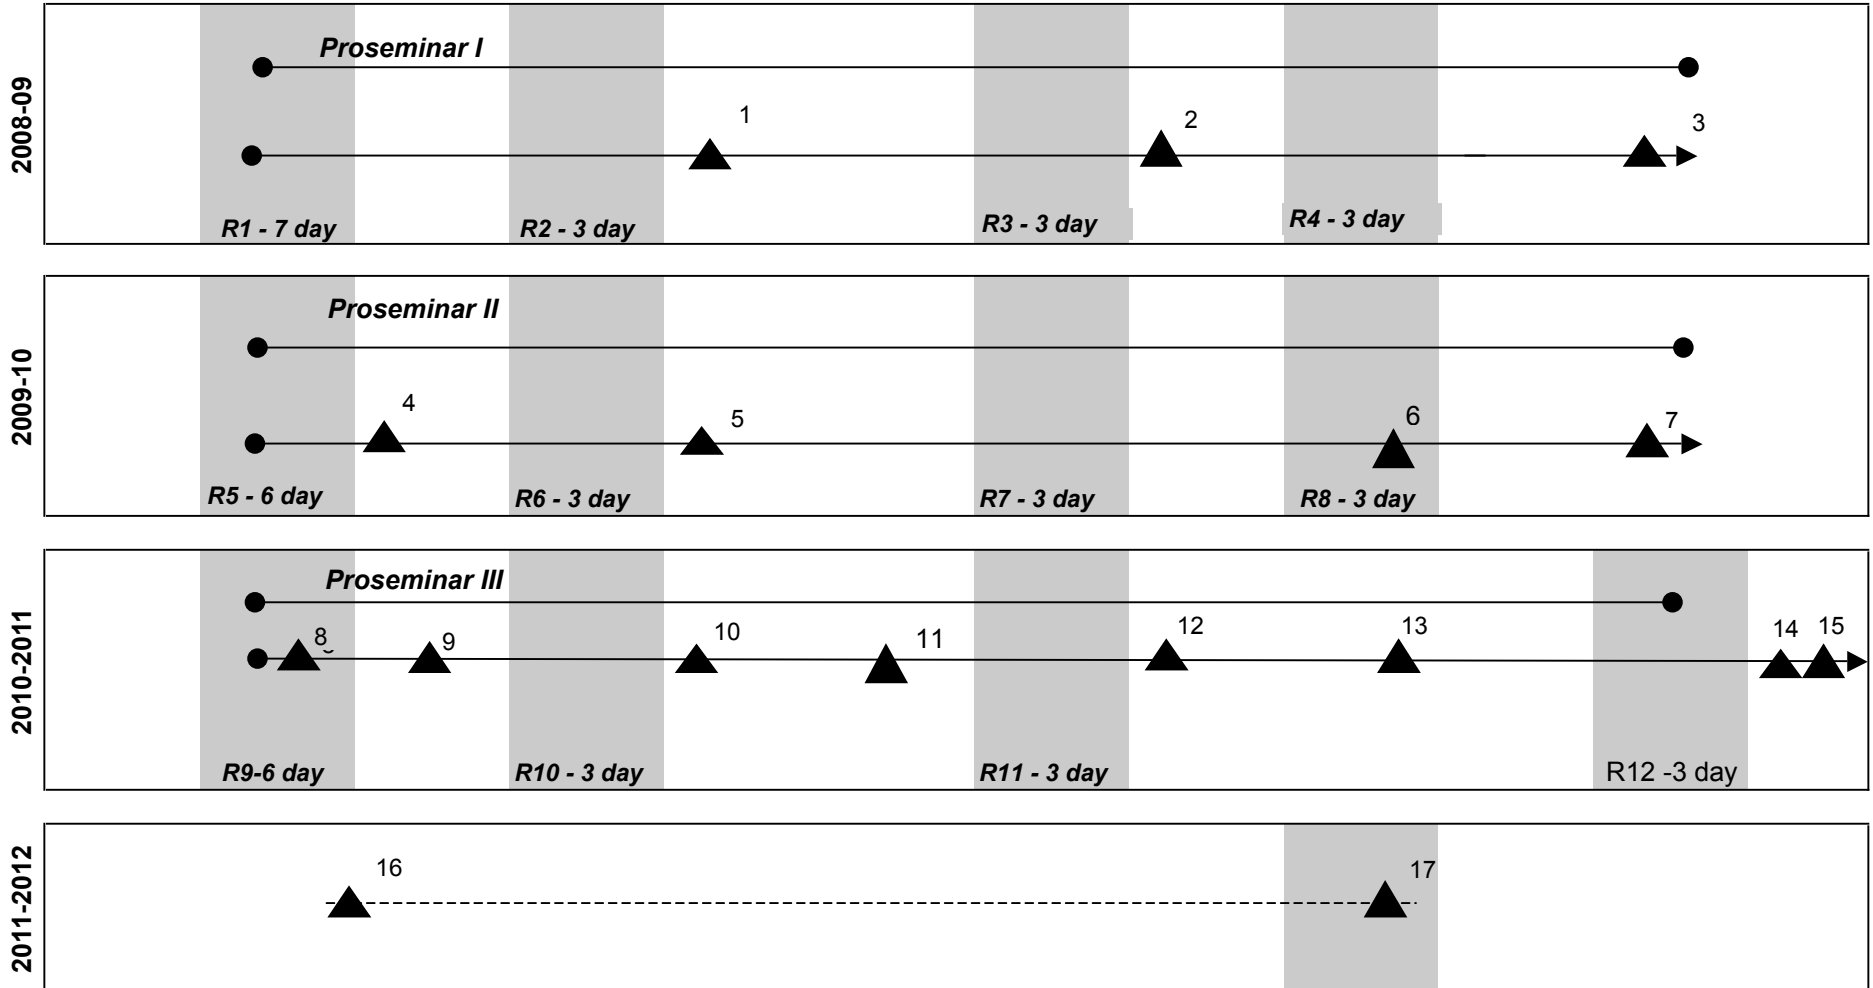 2008-09
Proseminar I
1
2
3
R1 - 7 day
R2 - 3 day
R3 - 3 day
R4 - 3 day
2009-10
Proseminar II
4
5
6
7
R5 - 6 day
R6 - 3 day
R7 - 3 day
R8 - 3 day
2010-2011
Proseminar III
8
9
10
11
12
13
14
15
R9-6 day
R10 - 3 day
R11 - 3 day
R12 -3 day
2011-2012
16
17